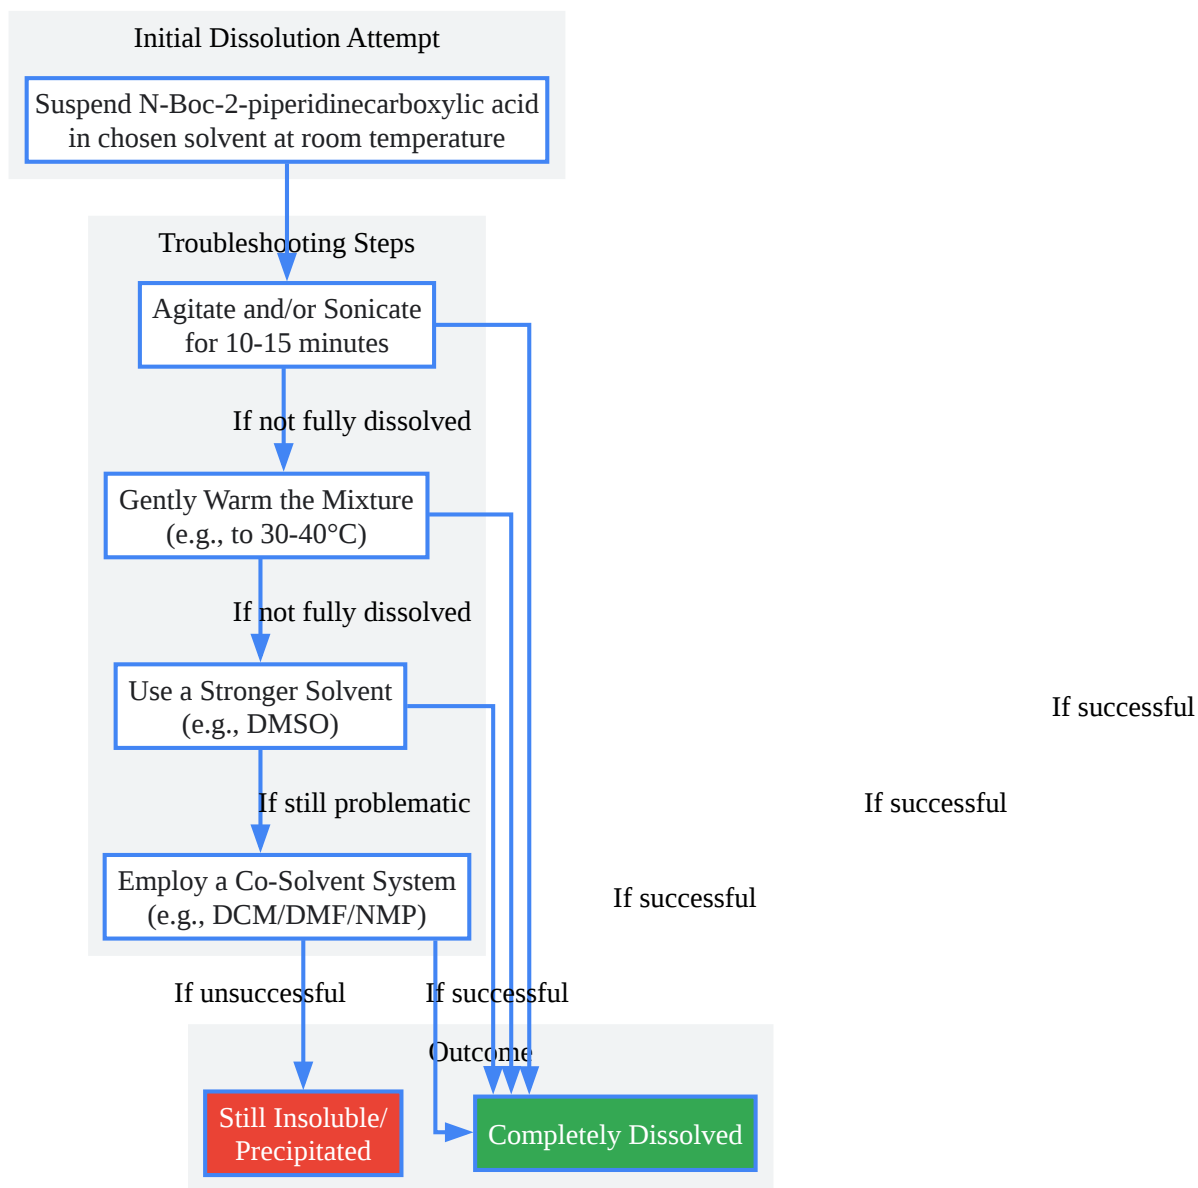 Initial Dissolution Attempt
Suspend N-Boc-2-piperidinecarboxylic acid
in chosen solvent at room temperature
Troubleshooting Steps
Agitate and/or Sonicate
for 10-15 minutes
If not fully dissolved
Gently Warm the Mixture
(e.g., to 30-40°C)
If not fully dissolved
Use a Stronger Solvent
(e.g., DMSO)
If successful
If still problematic
If successful
Employ a Co-Solvent System
(e.g., DCM/DMF/NMP)
If successful
If unsuccessful
If successful
Outcome
Still Insoluble/
Precipitated
Completely Dissolved